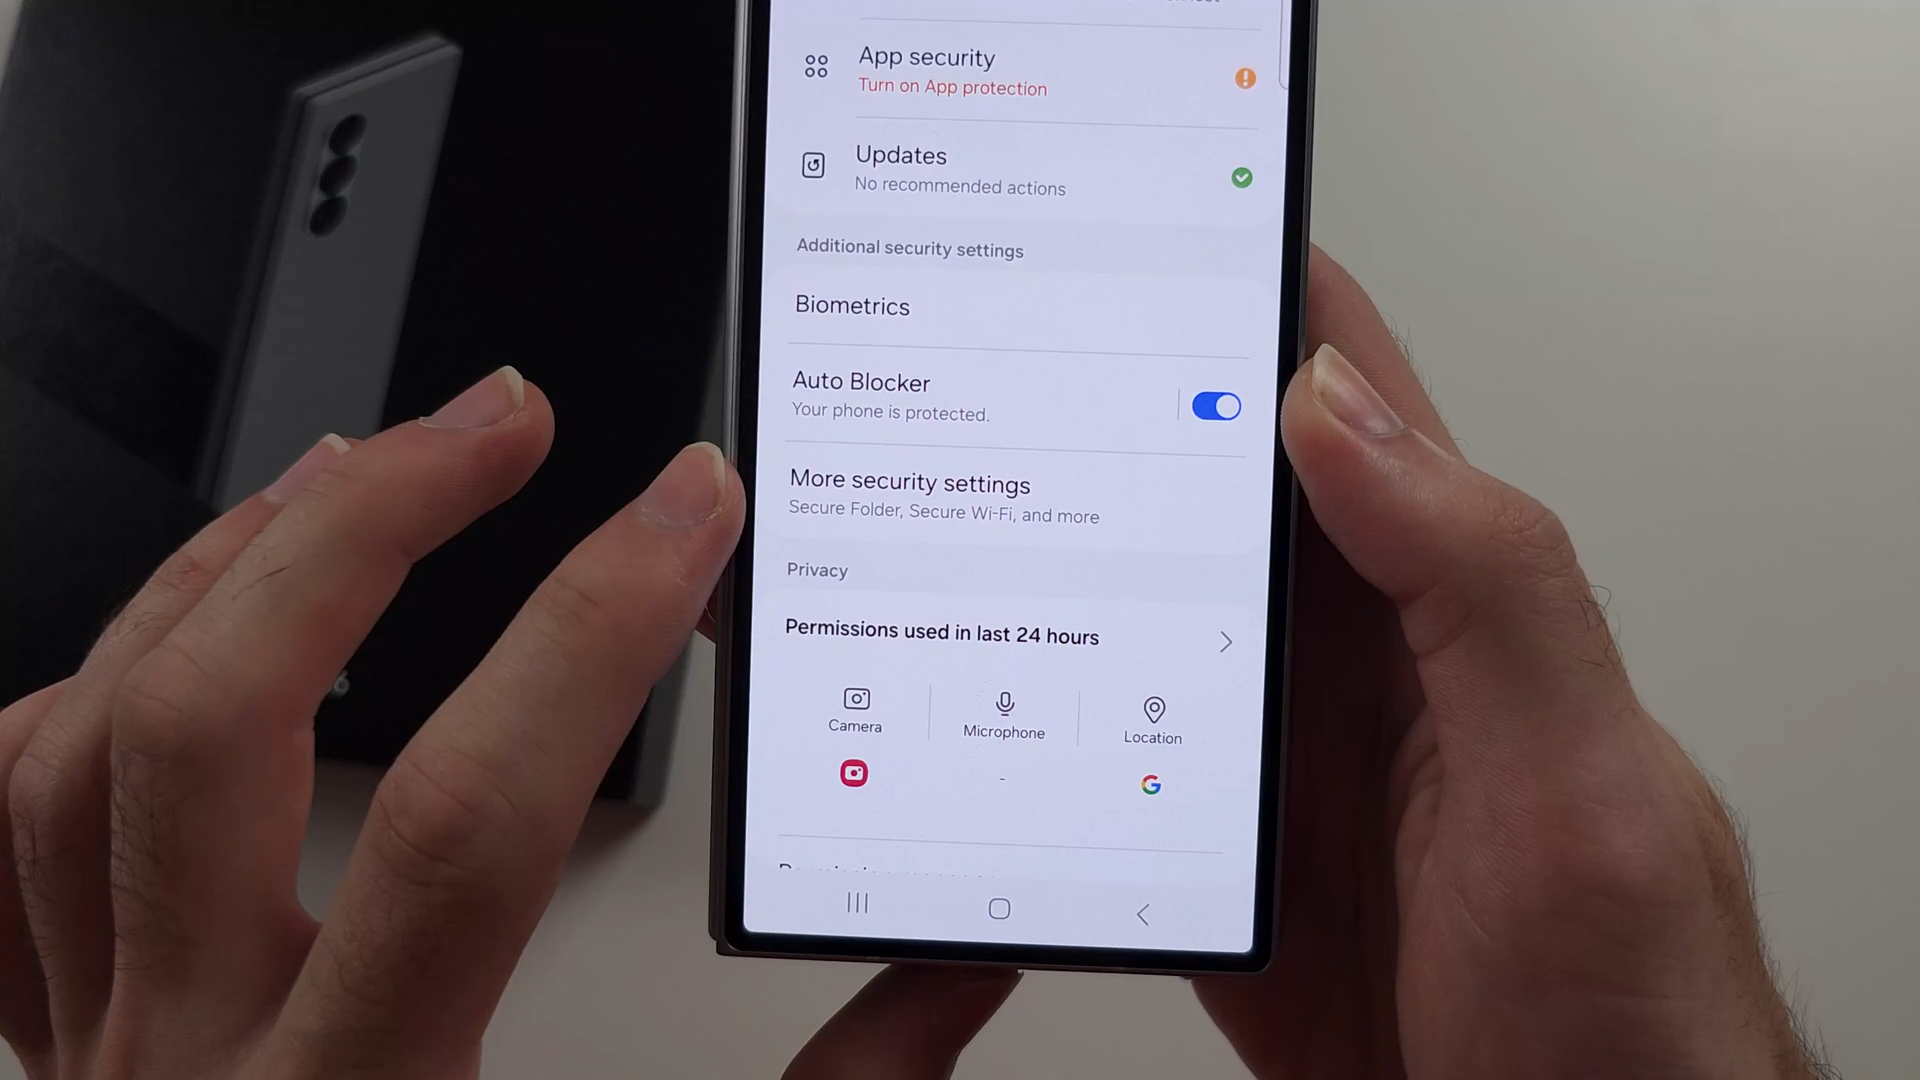 App security
Turn on App protection
Updates
No recommended actions
Additional security settings
Biometrics
Auto Blocker
Your phone is protected.
More security settings
Secure Folder, Secure Wi-Fi, and more
Privacy
Permissions used in last 24 hours
Camera
Microphone
Location
-
6